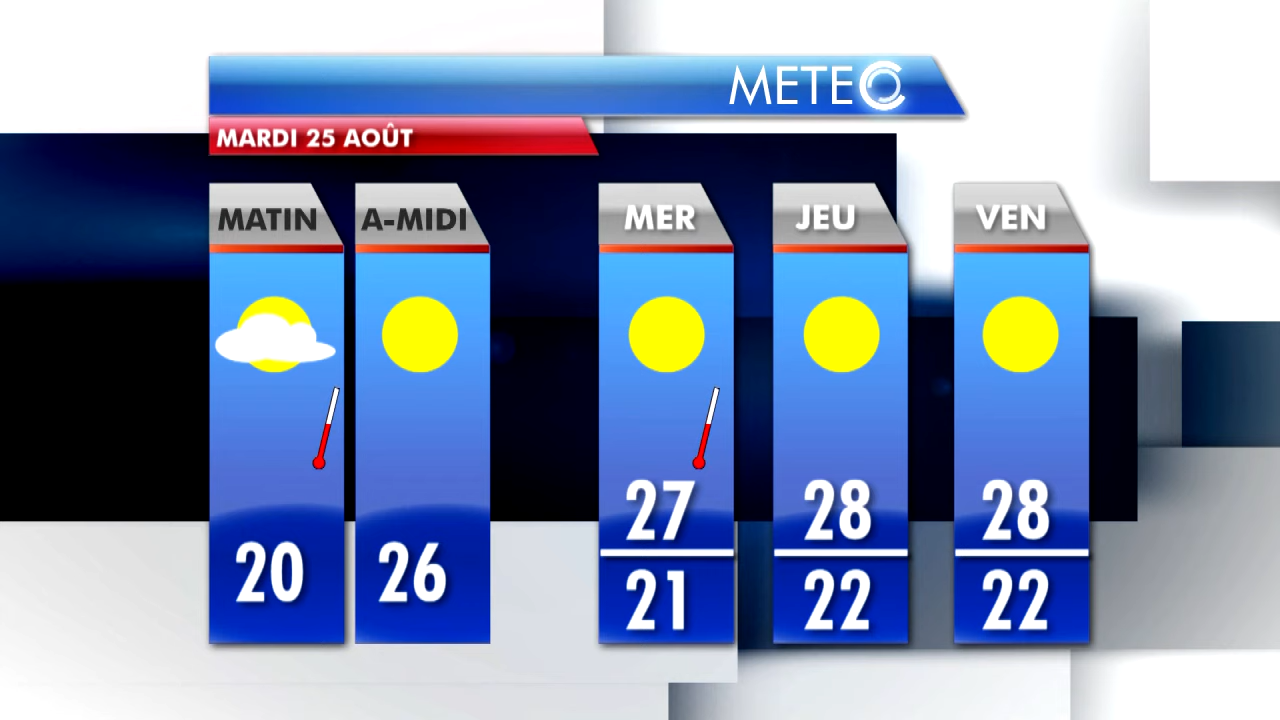 METEO
MARDI 25 AOÛT
MATIN
A-MIDI
MER
JEU
VEN
20
26
27
21
28
22
28
22